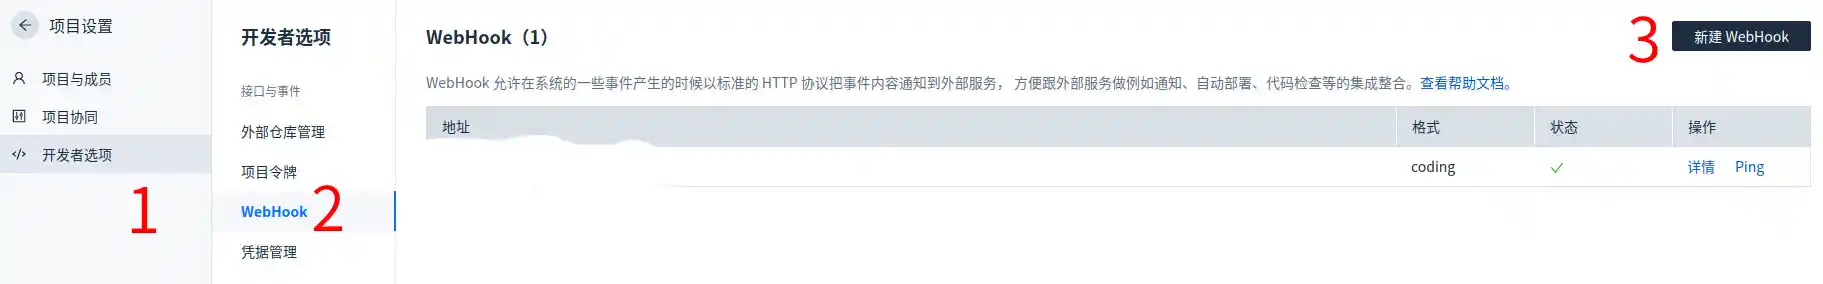 项目设置
项目与成员
项目协同
开发者选项
1
开发者选项
接口与事件
外部仓库管理
项目令牌
WebHook 2
凭据管理
WebHook（1）
3 新建 WebHook
WebHook 允许在系统的一些事件产生的时候以标准的 HTTP 协议把事件内容通知到外部服务， 方便跟外部服务做例如通知、自动部署、代码检查等的集成整合。查看帮助文档。
地址 格式 状态 操作
coding 详情 Ping